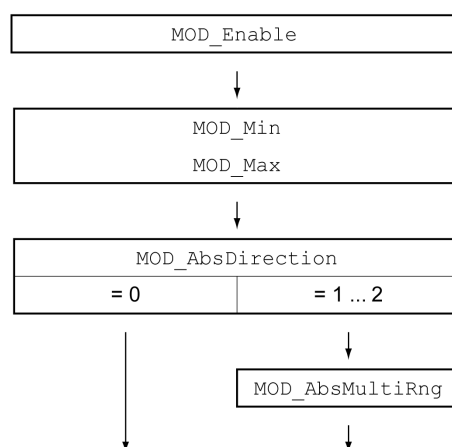 MOD_Enable
MOD_Min
MOD_Max
MOD_AbsDirection
= 0
= 1 ... 2
MOD_AbsMultiRng